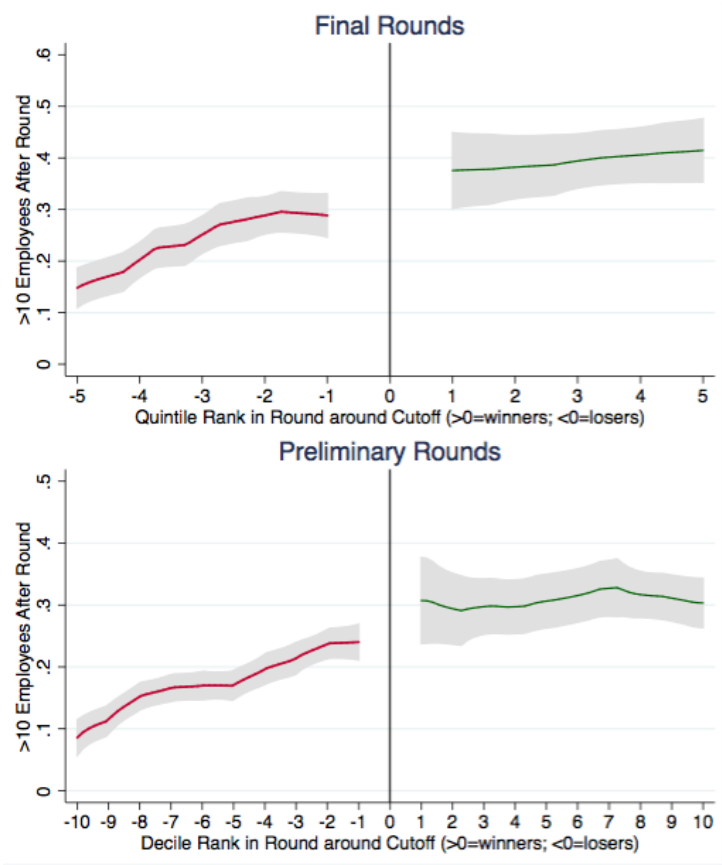 Final Rounds
>10 Employees After Round
.6
.5
.4
.3
.2
.1
0
-5 -4 -3 -2 -1 0 1 2 3 4 5
Quintile Rank in Round around Cutoff (>0=winners; <0=losers)
Preliminary Rounds
>10 Employees After Round
.5
.4
.3
.2
.1
0
-10 -9 -8 -7 -6 -5 -4 -3 -2 -1 0 1 2 3 4 5 6 7 8 9 10
Decile Rank in Round around Cutoff (>0=winners; <0=losers)